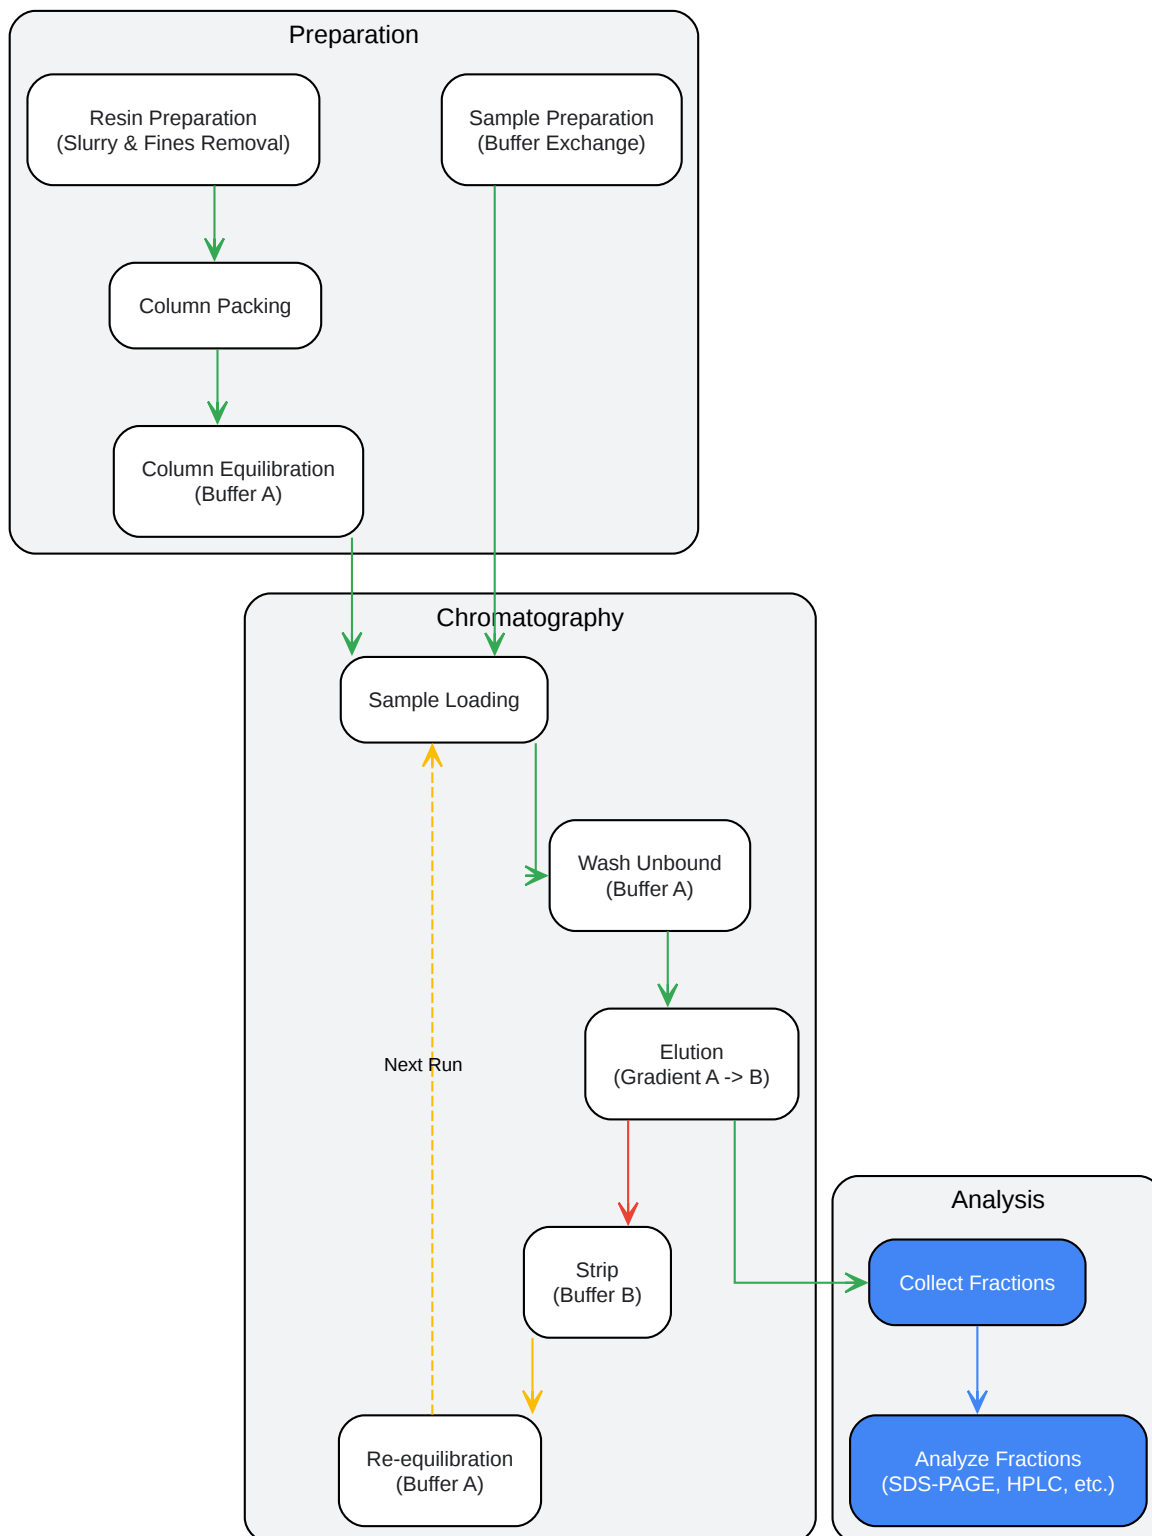 Preparation
Resin Preparation
(Slurry & Fines Removal)
Sample Preparation
(Buffer Exchange)
Column Packing
Column Equilibration
(Buffer A)
Chromatography
Sample Loading
Wash Unbound
(Buffer A)
Elution
(Gradient A -> B)
Next Run
Strip
(Buffer B)
Re-equilibration
(Buffer A)
Analysis
Collect Fractions
Analyze Fractions
(SDS-PAGE, HPLC, etc.)